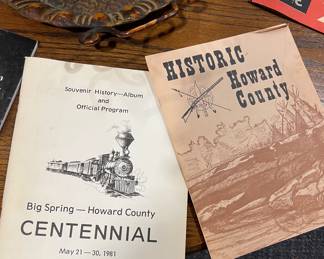 Souvenir History—Album
and
Official Program
Big Spring — Howard County
CENTENNIAL
May 21 — 30, 1981
HISTORIC
Howard
County